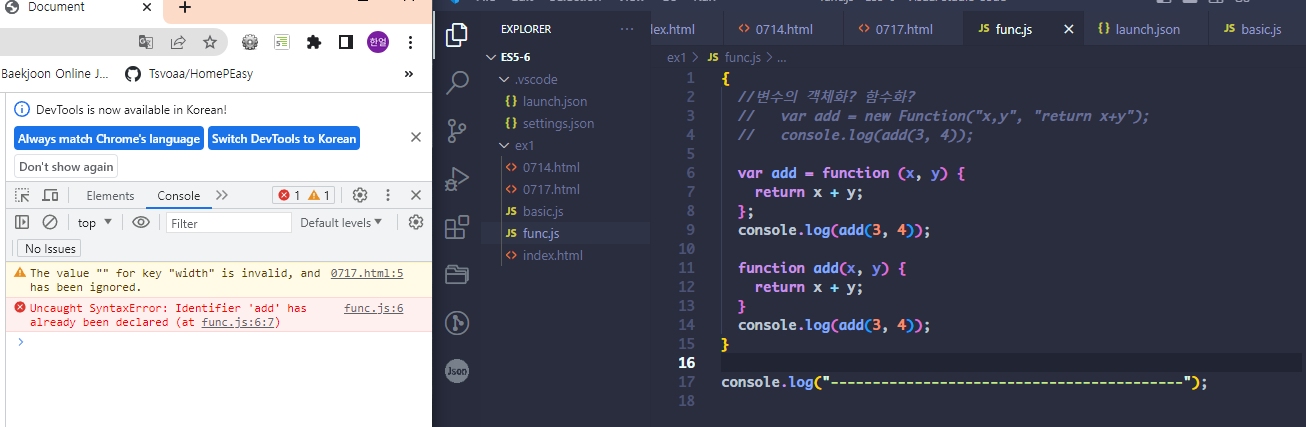 Document
한얼
Baekjoon Online J...
Tsvoaa/HomePEasy
»
DevTools is now available in Korean!
Always match Chrome's language
Switch DevTools to Korean
Don't show again
Elements
Console
»
1
1
top
Filter
Default levels
No Issues
The value "" for key "width" is invalid, and 0717.html:5
has been ignored.
Uncaught SyntaxError: Identifier 'add' has func.js:6
already been declared (at func.js:6:7)
>
EXPLORER
...
ES5-6
.vscode
{} launch.json
{} settings.json
ex1
<> 0714.html
<> 0717.html
JS basic.js
JS func.js
<> index.html
Json
dex.html
<> 0714.html
<> 0717.html
JS func.js
{} launch.json
JS basic.js
ex1 > JS func.js > ...
1 {
2 //변수의 객체화? 함수화?
3 // var add = new Function("x,y", "return x+y");
4 // console.log(add(3, 4));
5
6 var add = function (x, y) {
7 return x + y;
8 };
9 console.log(add(3, 4));
10
11 function add(x, y) {
12 return x + y;
13 }
14 console.log(add(3, 4));
15 }
16
17 console.log("------------------------------------------");
18